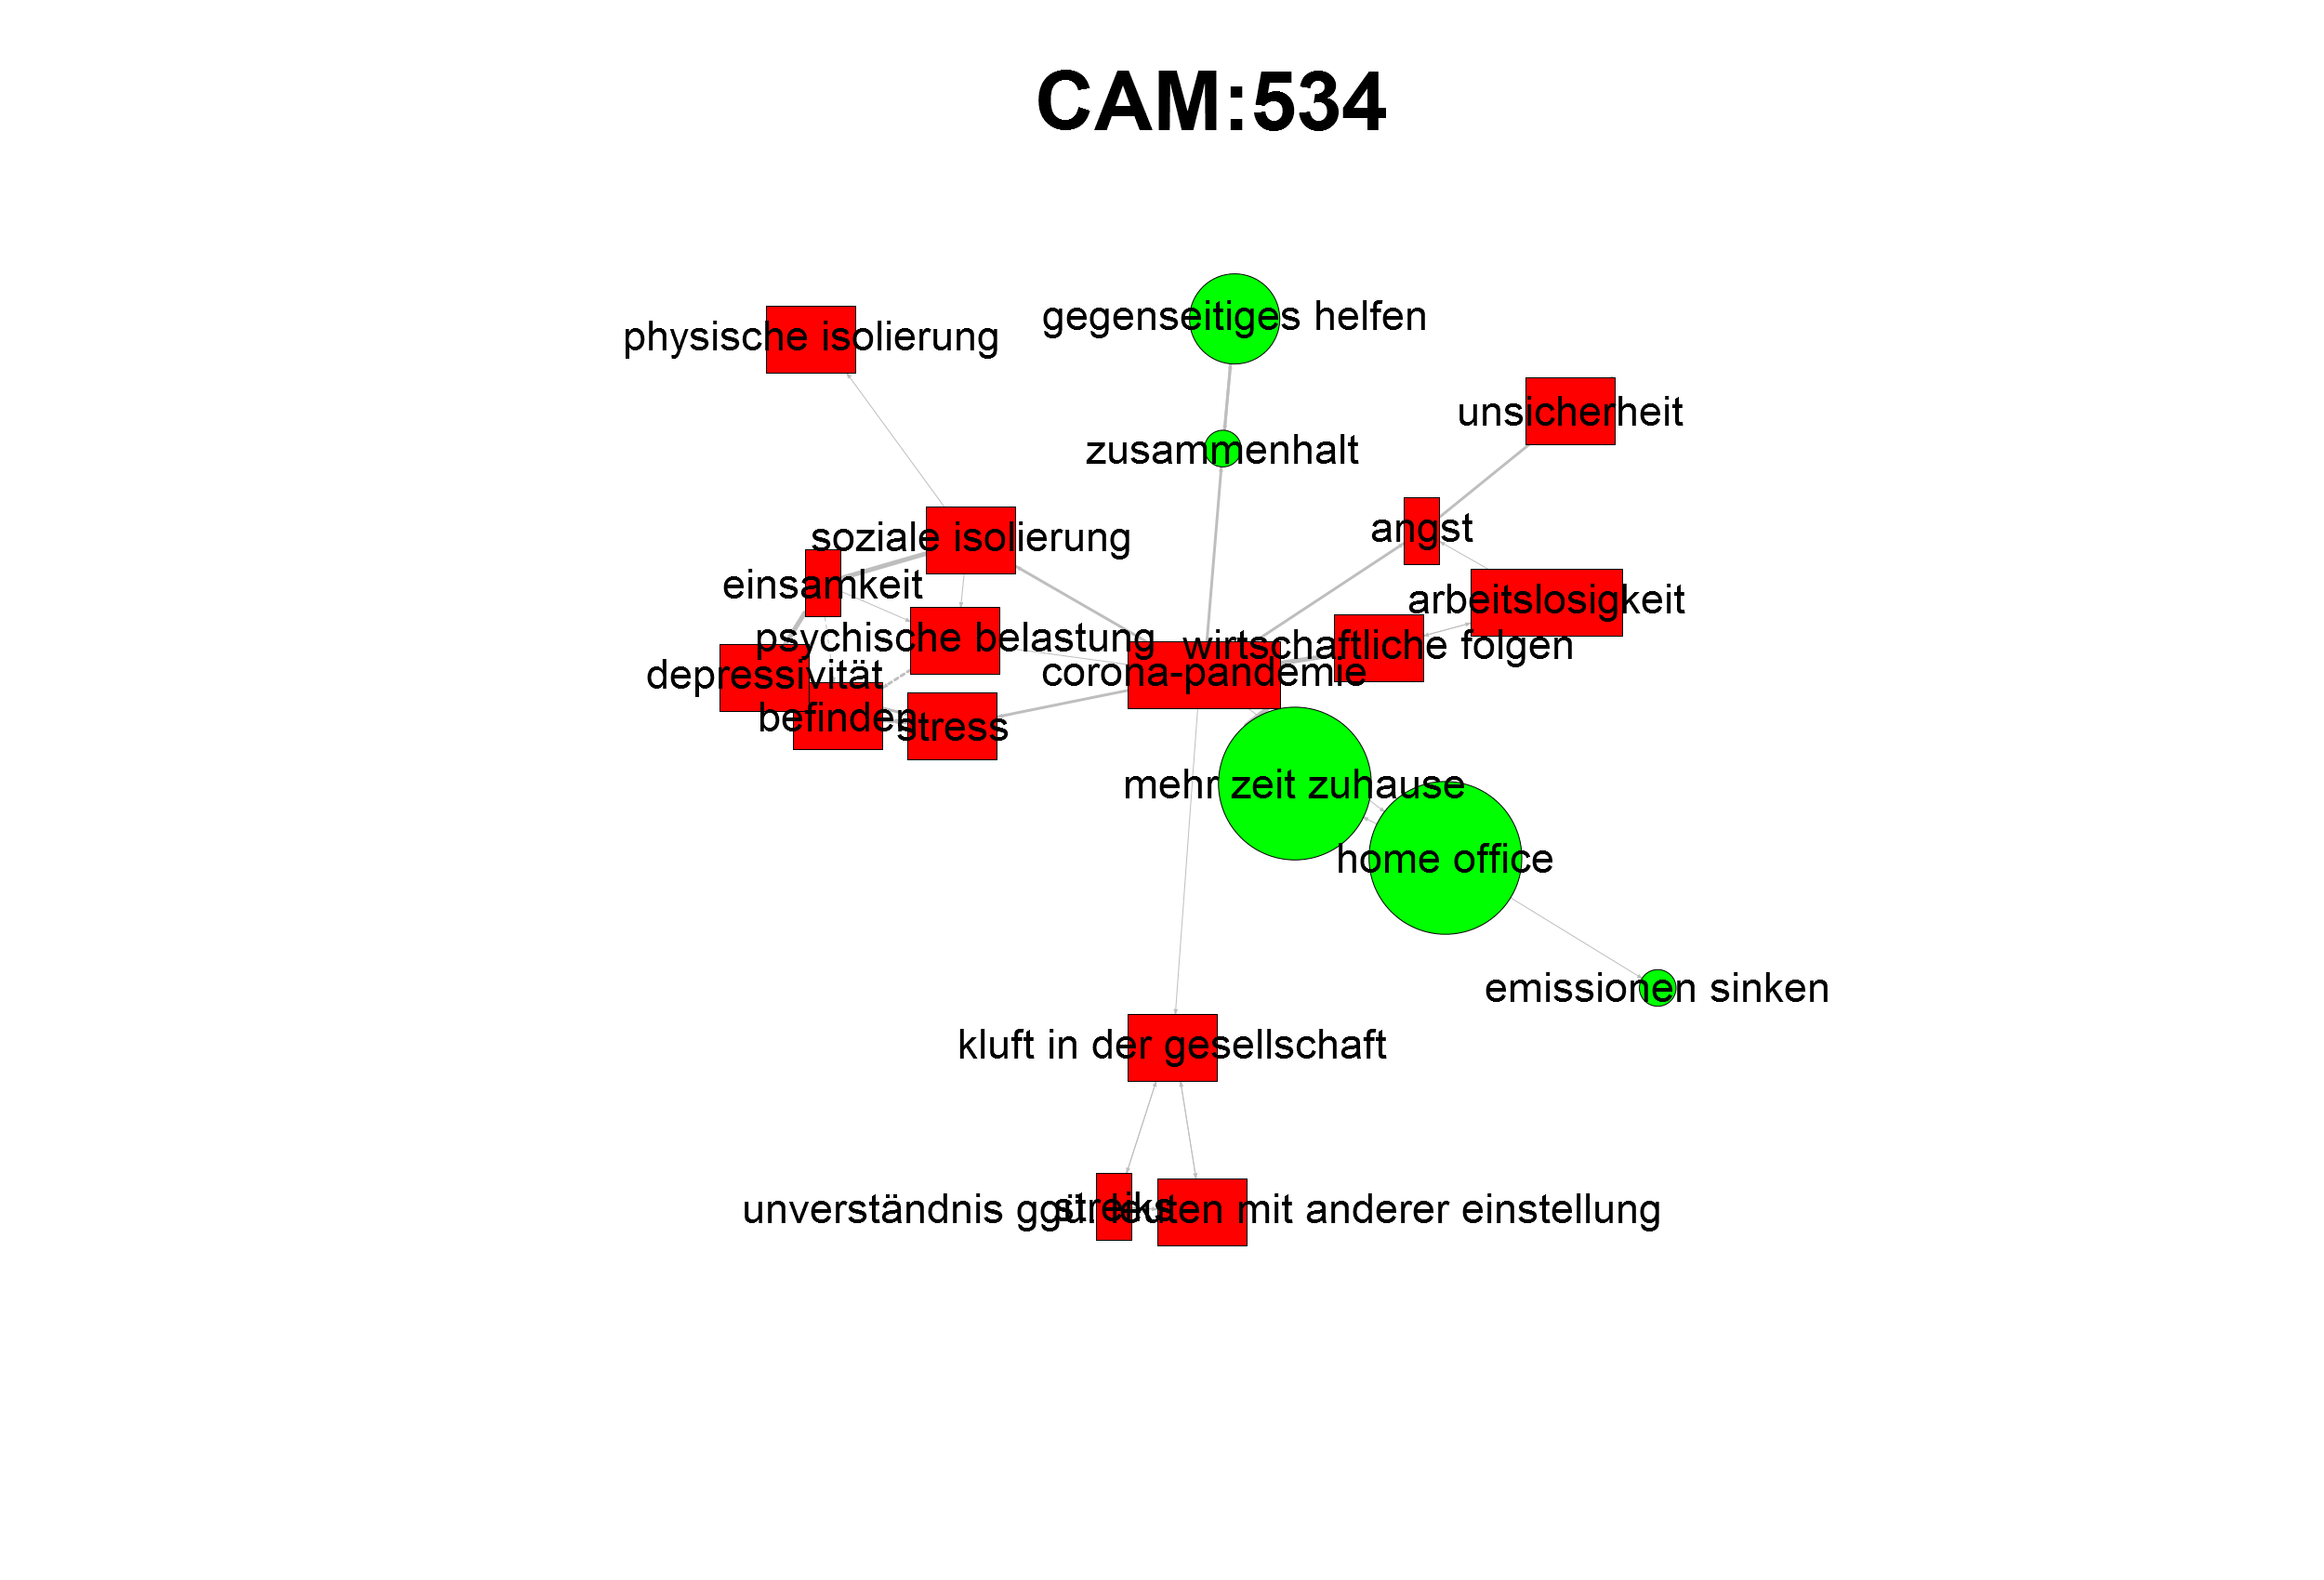 CAM:534
gegenseitiges helfen
physische isolierung
unsicherheit
zusammenhalt
angst
soziale isolierung
einsamkeit
arbeitslosigkeit
psychische belastung
wirtschaftliche folgen
corona-pandemie
depressivität
befinden
stress
mehr zeit zuhause
home office
emissionen sinken
kluft in der gesellschaft
streiks
unverständnis ggü. leuten mit anderer einstellung